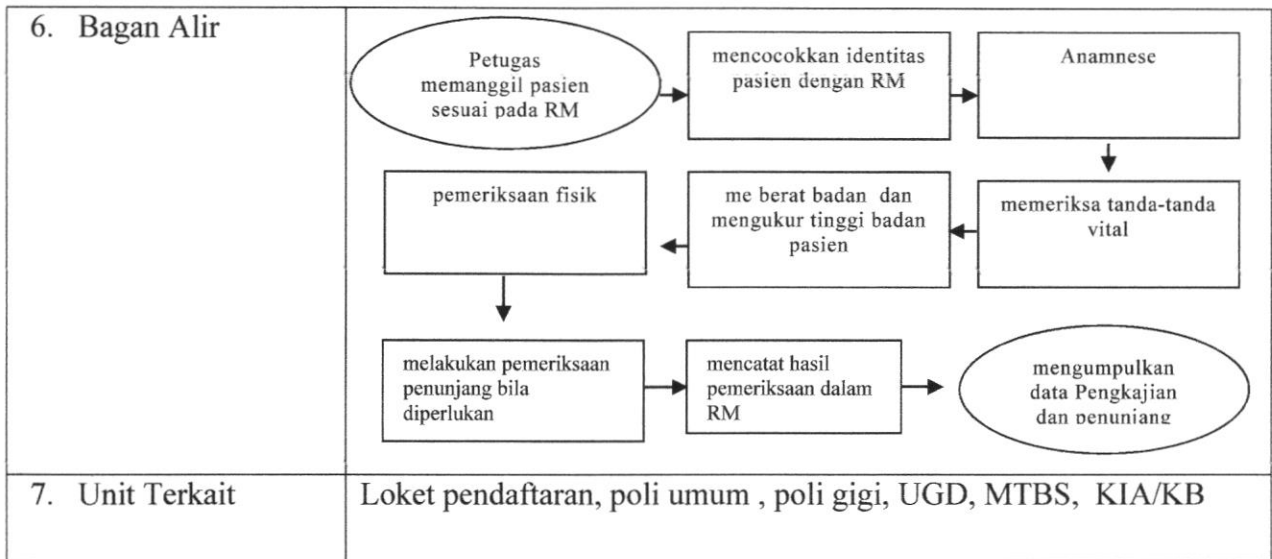 6. Bagan Alir
Petugas
memanggil pasien
sesuai pada RM
mencocokkan identitas
pasien dengan RM
Anamnese
pemeriksaan fisik
me berat badan dan
mengukur tinggi badan
pasien
memeriksa tanda-tanda
vital
melakukan pemeriksaan
penunjang bila
diperlukan
mencatat hasil
pemeriksaan dalam
RM
mengumpulkan
data Pengkajian
dan penunjang
7. Unit Terkait
Loket pendaftaran, poli umum , poli gigi, UGD, MTBS, KIA/KB